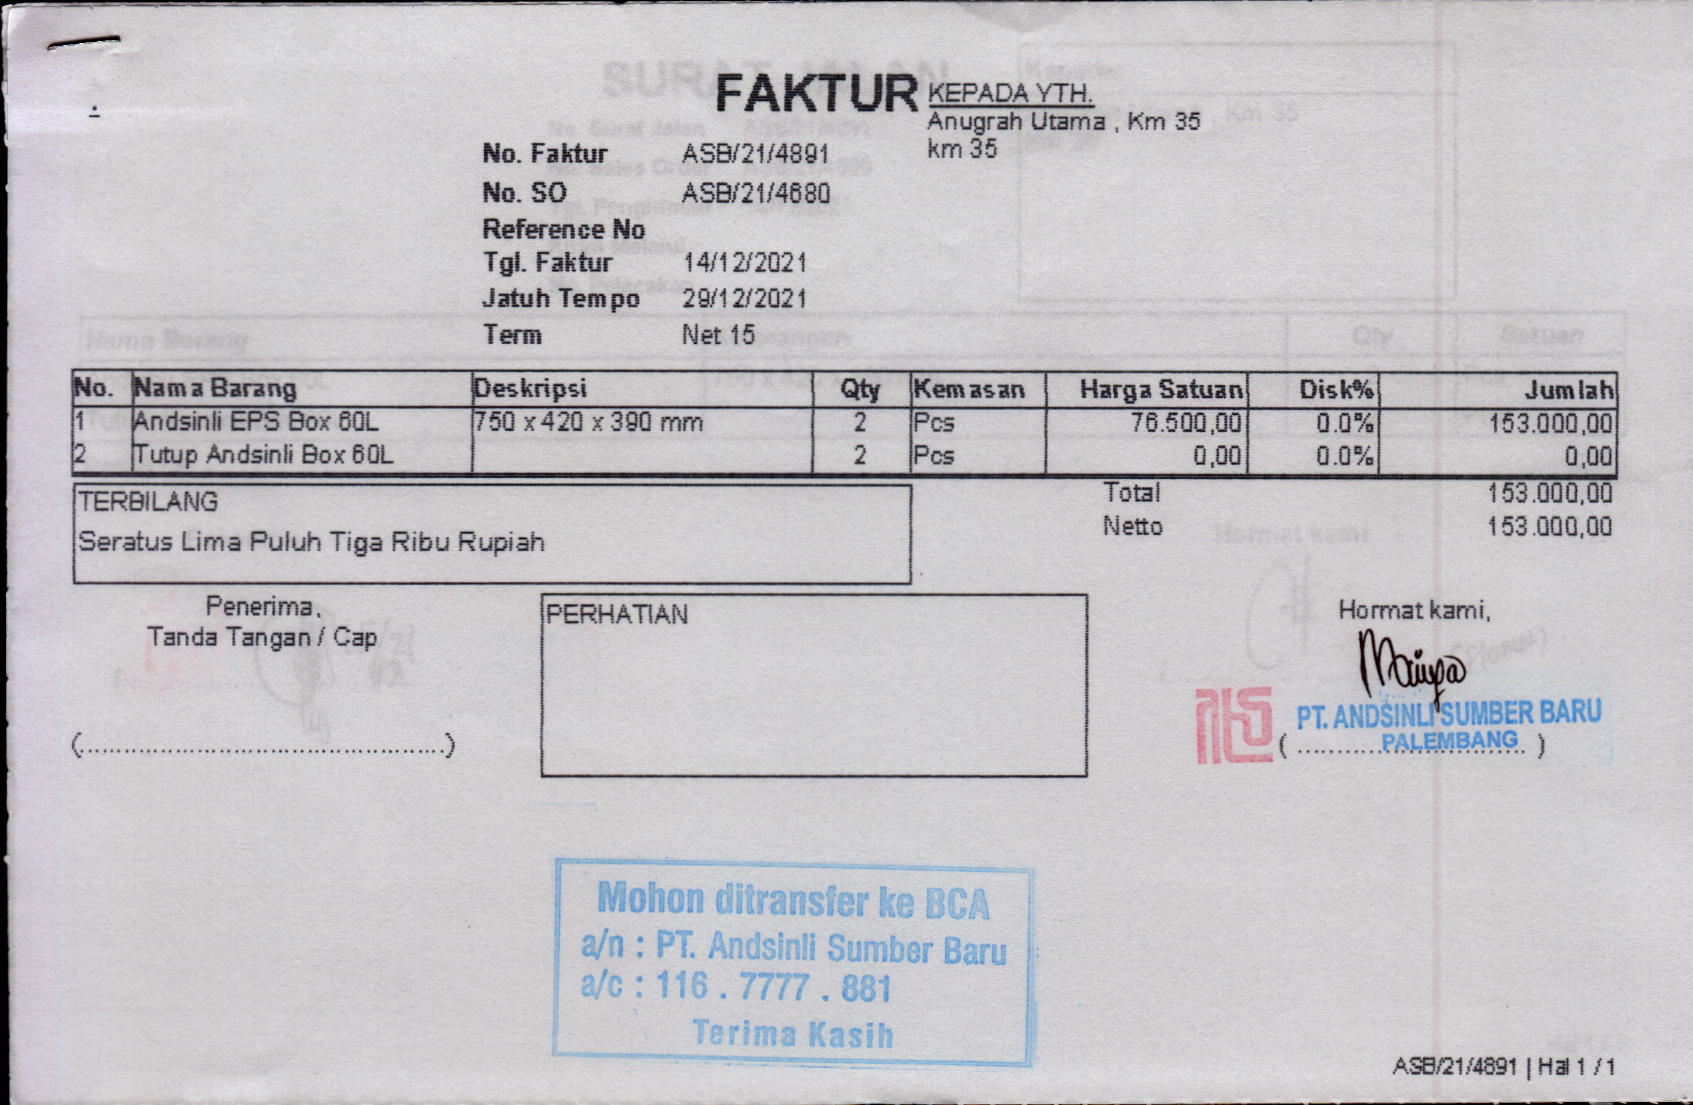 FAKTUR
KEPADA YTH.
Anugrah Utama , Km 35
km 35
No. Faktur ASB/21/4891
No. SO ASB/21/4680
Reference No
Tgl. Faktur 14/12/2021
Jatuh Tempo 29/12/2021
Term Net 15
No. Nama Barang Deskripsi Qty Kemasan Harga Satuan Disk% Jumlah
1 Andsinli EPS Box 60L 750 x 420 x 390 mm 2 Pcs 76.500,00 0.0% 153.000,00
2 Tutup Andsinli Box 60L 2 Pcs 0,00 0.0% 0,00
Total 153.000,00
Netto 153.000,00
TERBILANG
Seratus Lima Puluh Tiga Ribu Rupiah
Penerima,
Tanda Tangan / Cap
(................................................)
PERHATIAN
Hormat kami,
PT. ANDSINLI SUMBER BARU
PALEMBANG
Mohon ditransfer ke BCA
a/n : PT. Andsinli Sumber Baru
a/c : 116 . 7777 . 881
Terima Kasih
ASB/21/4891 | Hal 1 / 1